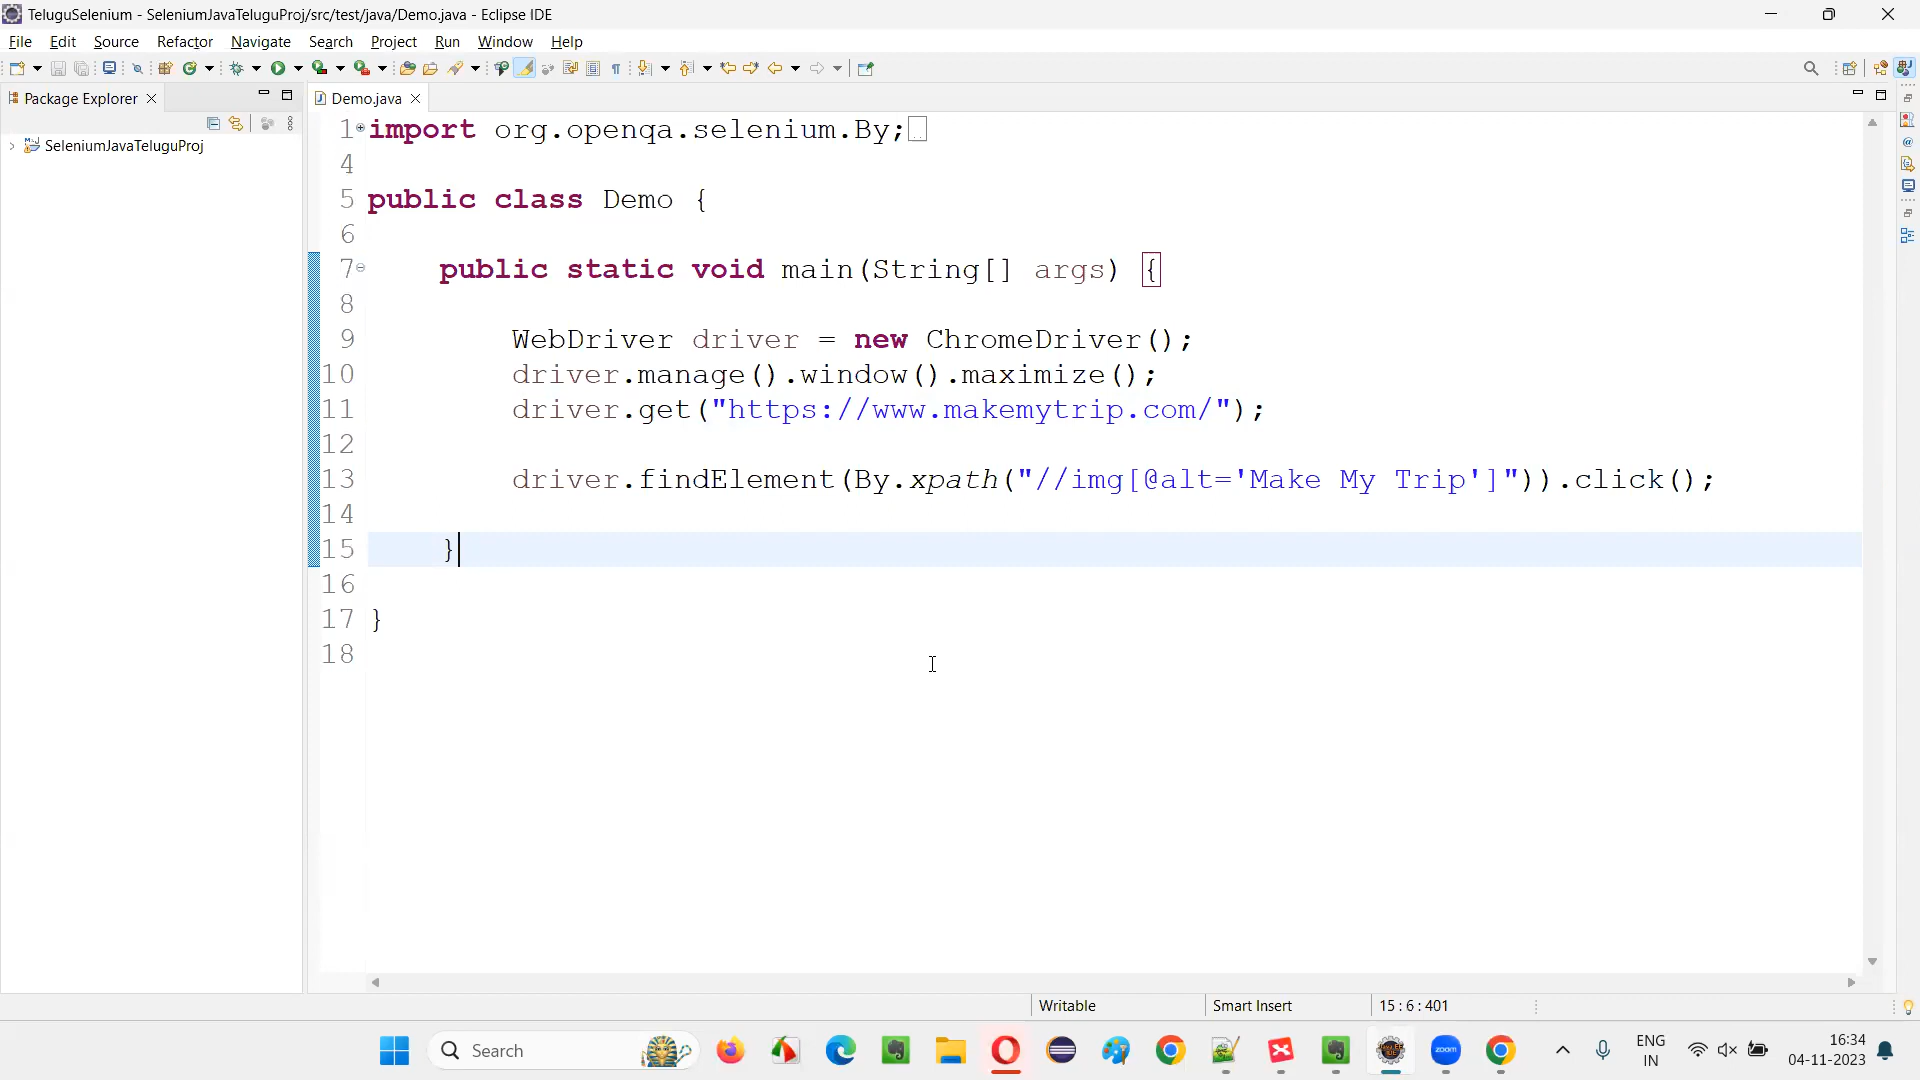 TeluguSelenium - SeleniumJavaTeluguProj/src/test/java/Demo.java - Eclipse IDE
File Edit Source Refactor Navigate Search Project Run Window Help
Package Explorer
Demo.java
SeleniumJavaTeluguProj
1 import org.openqa.selenium.By;
4
5 public class Demo {
6
7 public static void main(String[] args) {
8
9 WebDriver driver = new ChromeDriver();
10 driver.manage().window().maximize();
11 driver.get("https://www.makemytrip.com/");
12
13 driver.findElement(By.xpath("//img[@alt='Make My Trip']")).click();
14
15 }
16
17 }
18
Writable Smart Insert 15 : 6 : 401
Search
zoom
ENG
IN
16:34
04-11-2023